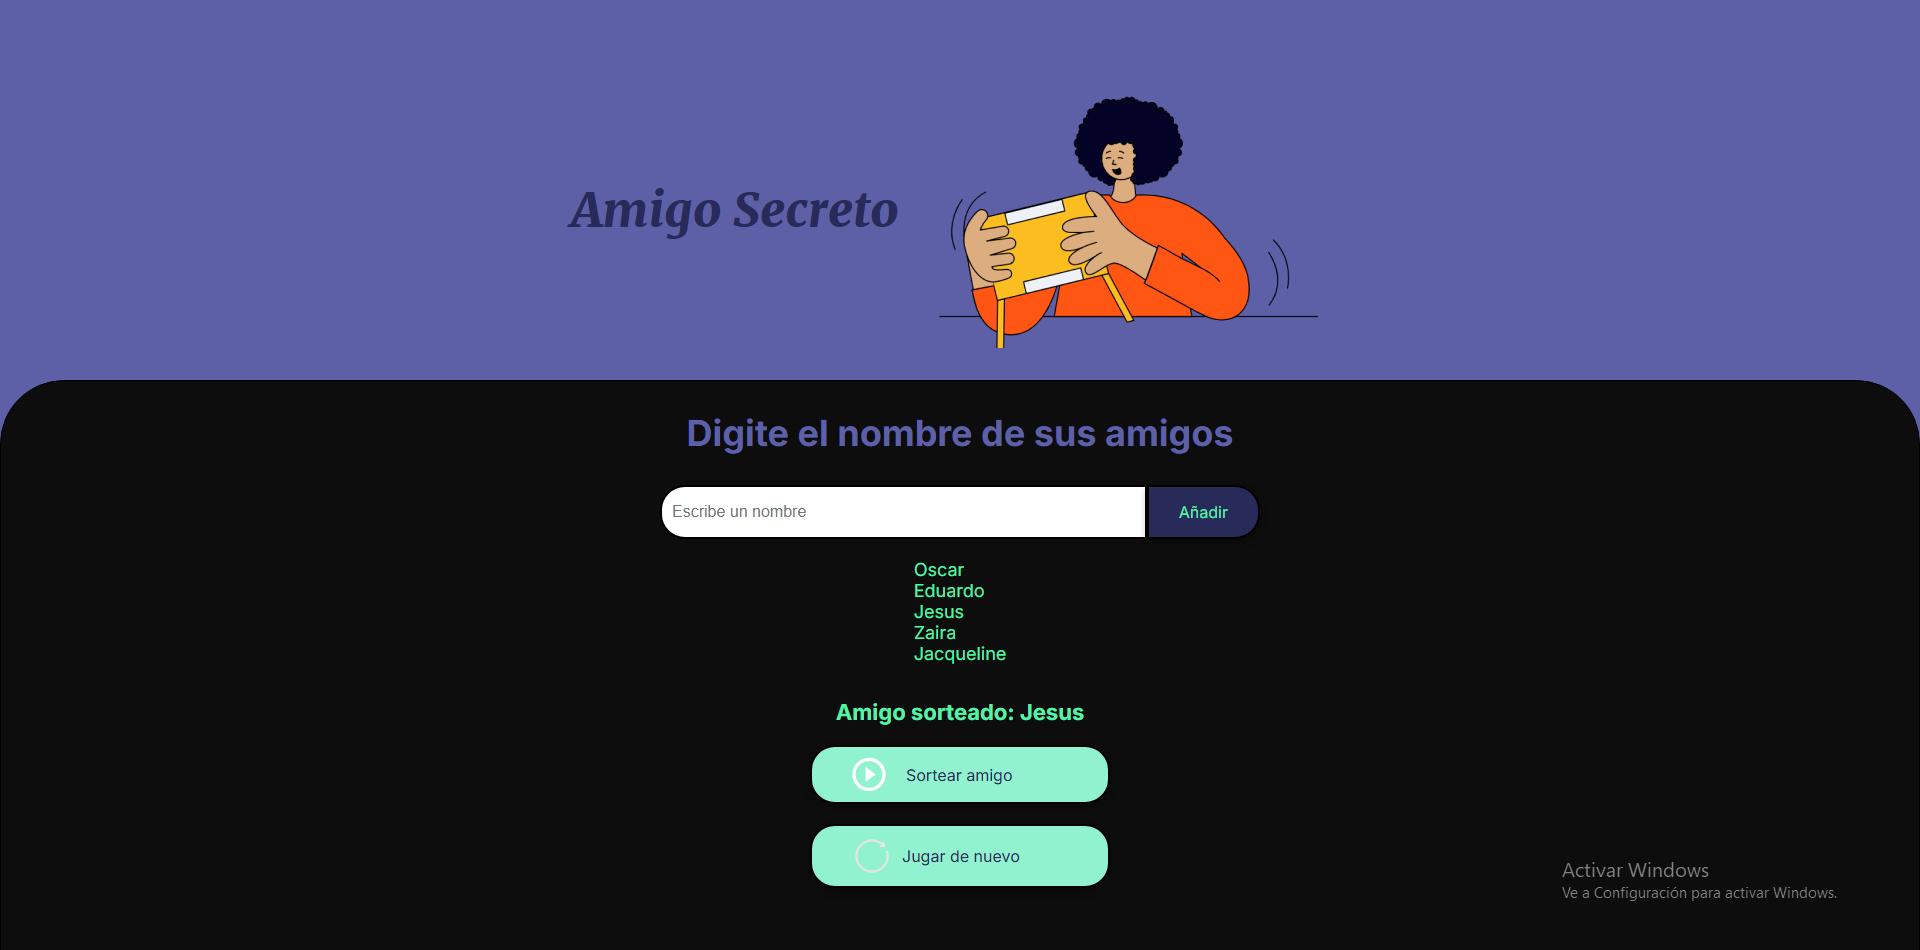 Amigo Secreto
Digite el nombre de sus amigos
Escribe un nombre
Añadir
Oscar
Eduardo
Jesus
Zaira
Jacqueline
Amigo sorteado: Jesus
Sortear amigo
Jugar de nuevo
Activar Windows
Ve a Configuración para activar Windows.